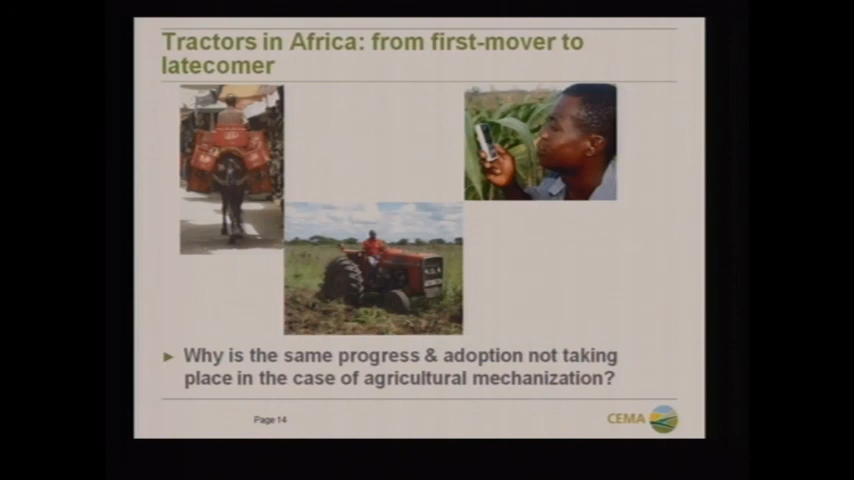 Tractors in Africa: from first-mover to
latecomer
Why is the same progress & adoption not taking
place in the case of agricultural mechanization?
Page 14
CEMA